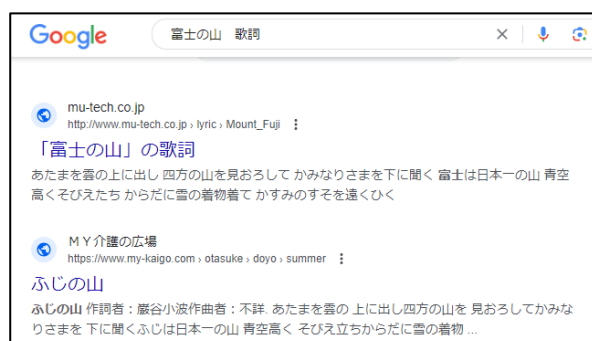 Google 富士の山　歌詞
mu-tech.co.jp
http://www.mu-tech.co.jp › lyric › Mount_Fuji
「富士の山」の歌詞
あたまを雲の上に出し 四方の山を見おろして かみなりさまを下に聞く 富士は日本一の山 青空
高くそびえたち からだに雪の着物着て かすみのすそを遠くひく
ＭＹ介護の広場
https://www.my-kaigo.com › otasuke › doyo › summer
ふじの山
ふじの山 作詞者：巌谷小波作曲者：不詳. あたまを雲の 上に出し四方の山を 見おろしてかみな
りさまを 下に聞くふじは日本一の山 青空高く そびえ立ちからだに雪の着物 ...